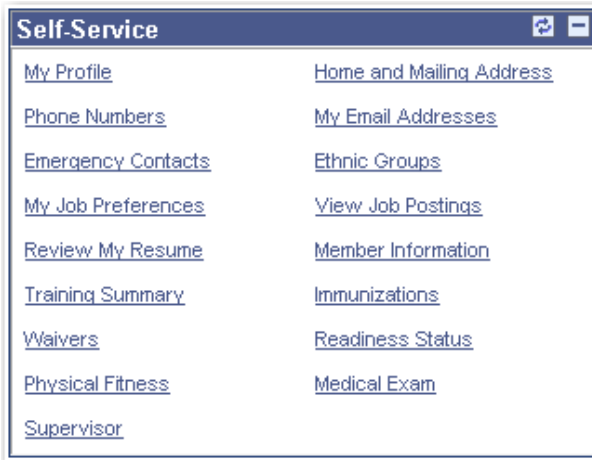 Self-Service
My Profile Home and Mailing Address
Phone Numbers My Email Addresses
Emergency Contacts Ethnic Groups
My Job Preferences View Job Postings
Review My Resume Member Information
Training Summary Immunizations
Waivers Readiness Status
Physical Fitness Medical Exam
Supervisor